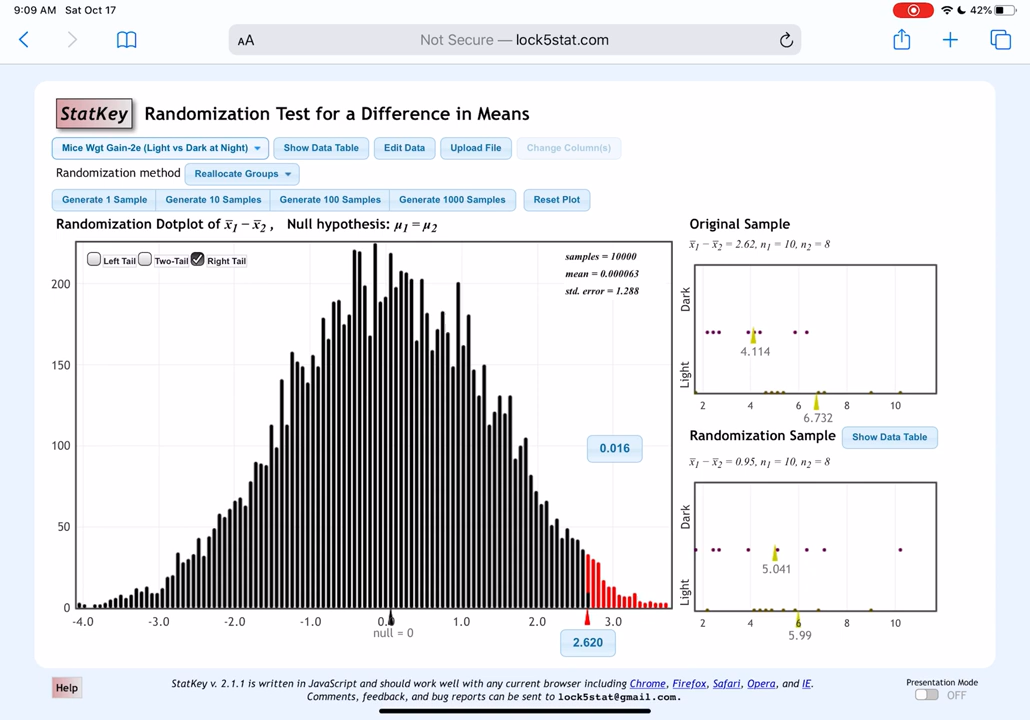 9:09 AM Sat Oct 17
42%
AA
Not Secure — lock5stat.com
StatKey
Randomization Test for a Difference in Means
Mice Wgt Gain-2e (Light vs Dark at Night)
Show Data Table
Edit Data
Upload File
Change Column(s)
Randomization method
Reallocate Groups
Generate 1 Sample
Generate 10 Samples
Generate 100 Samples
Generate 1000 Samples
Reset Plot
Randomization Dotplot of x̅1 − x̅2 , Null hypothesis: μ1 = μ2
Left Tail
Two-Tail
Right Tail
samples = 10000
mean = 0.000063
std. error = 1.288
200
150
100
50
0
0.016
-4.0 -3.0 -2.0 -1.0 0.0 1.0 2.0 3.0
null = 0
2.620
Original Sample
x̅1 − x̅2 = 2.62, n1 = 10, n2 = 8
Dark
4.114
Light
2 4 6 8 10
6.732
Randomization Sample
Show Data Table
x̅1 − x̅2 = 0.95, n1 = 10, n2 = 8
Dark
5.041
Light
2 4 6 8 10
5.99
Help
StatKey v. 2.1.1 is written in JavaScript and should work well with any current browser including Chrome, Firefox, Safari, Opera, and IE.
Comments, feedback, and bug reports can be sent to lock5stat@gmail.com.
Presentation Mode
OFF